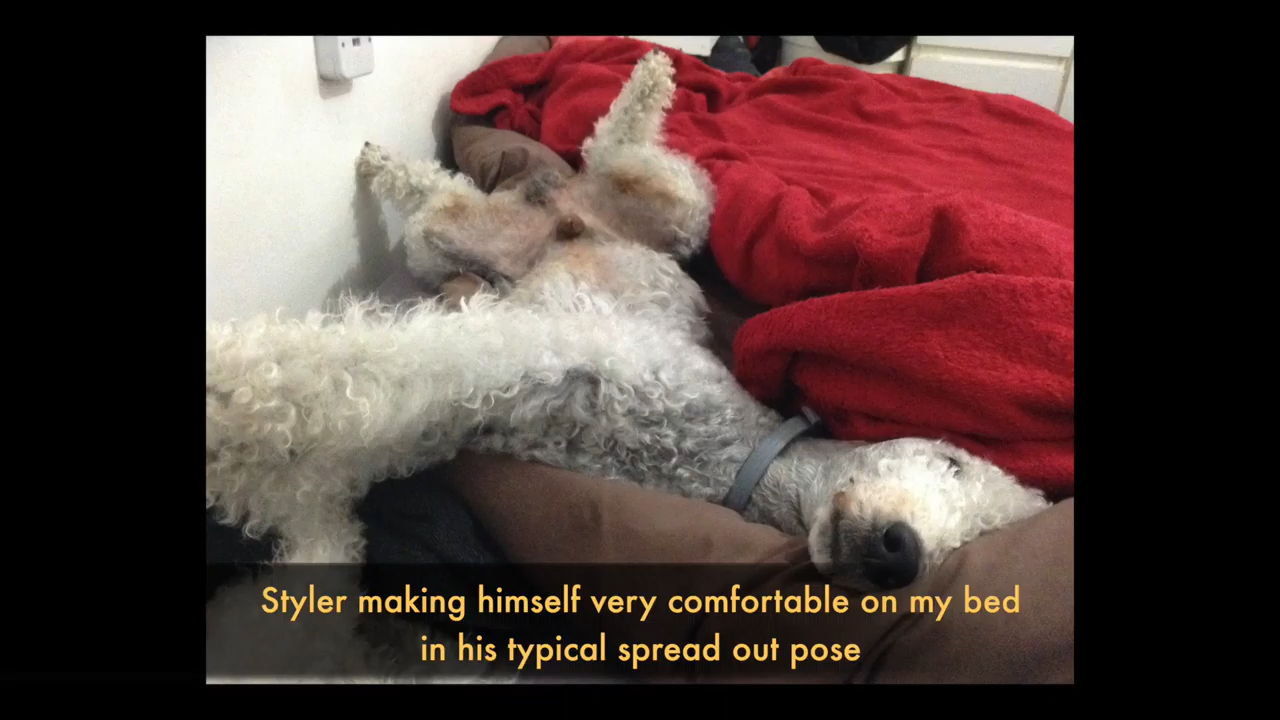 Styler making himself very comfortable on my bed
in his typical spread out pose